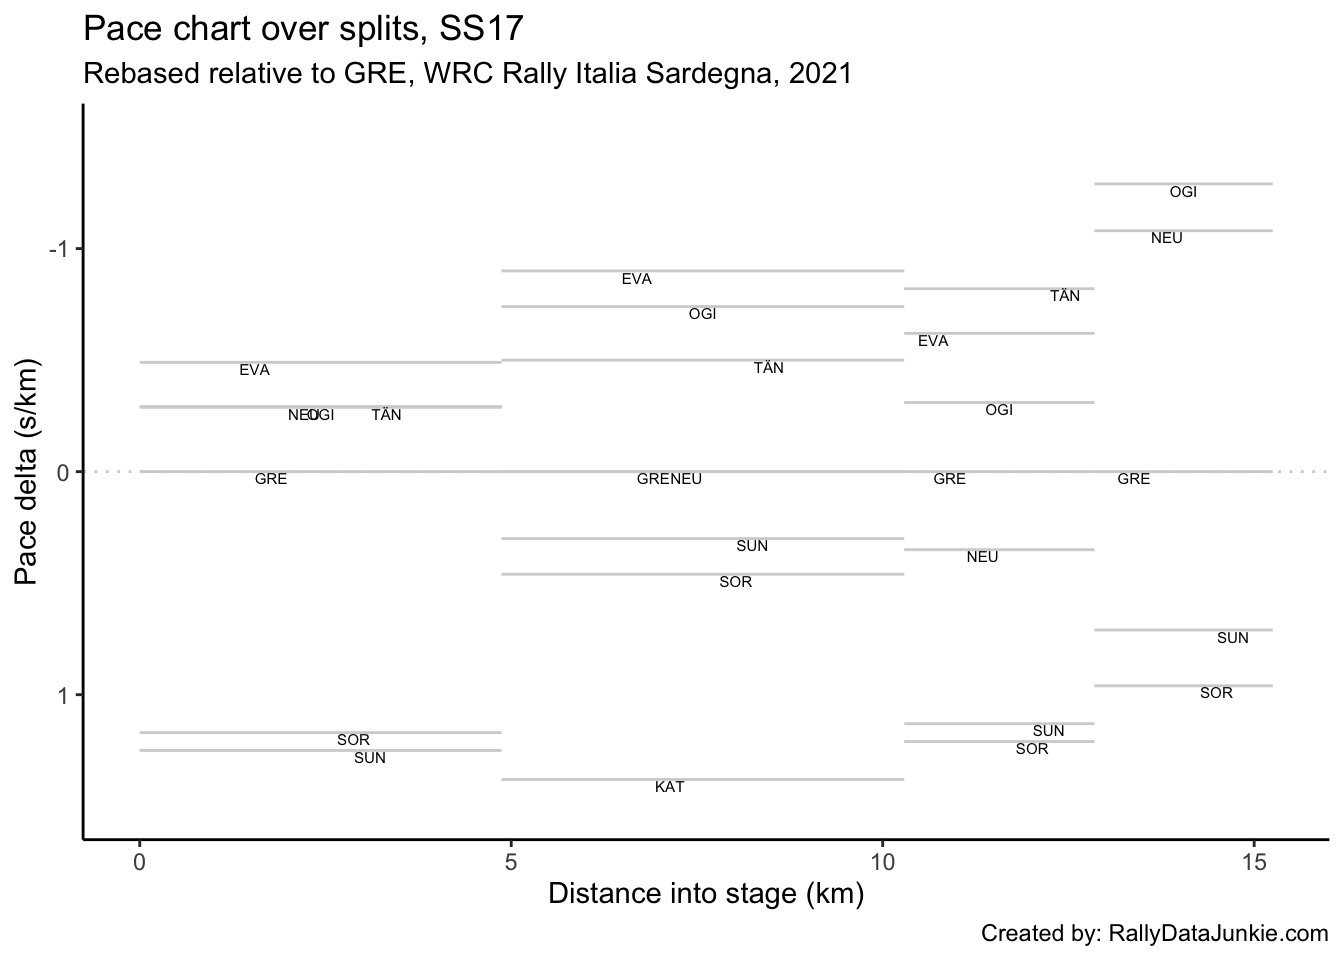 Pace chart over splits, SS17
Rebased relative to GRE, WRC Rally Italia Sardegna, 2021
OGI
NEU
-1
EVA
TÄN
OGI
EVA
TÄN
EVA
OGI
NEU OGI TÄN
0
GRE GRE NEU GRE GRE
SUN
NEU
SOR
SUN
1
SOR
SOR
SUN
SUN
SOR
KAT
0 5 10 15
Pace delta (s/km)
Distance into stage (km)
Created by: RallyDataJunkie.com